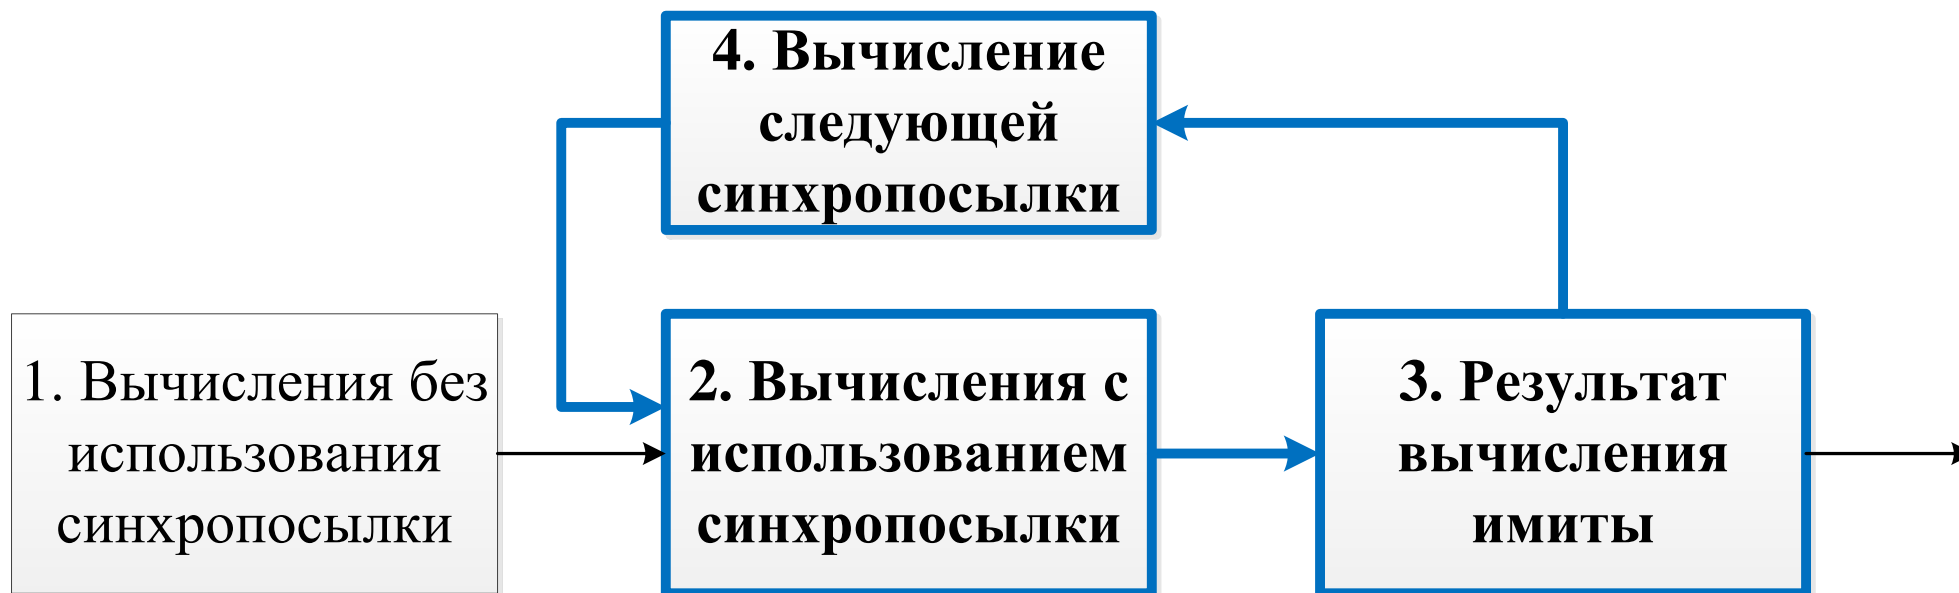 4. Вычисление
следующей
синхропосылки
1. Вычисления без
использования
синхропосылки
2. Вычисления с
использованием
синхропосылки
3. Результат
вычисления
имиты